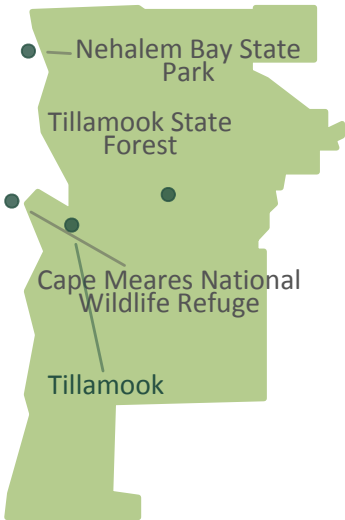 Nehalem Bay State
Park
Tillamook State
Forest
Cape Meares National
Wildlife Refuge
Tillamook